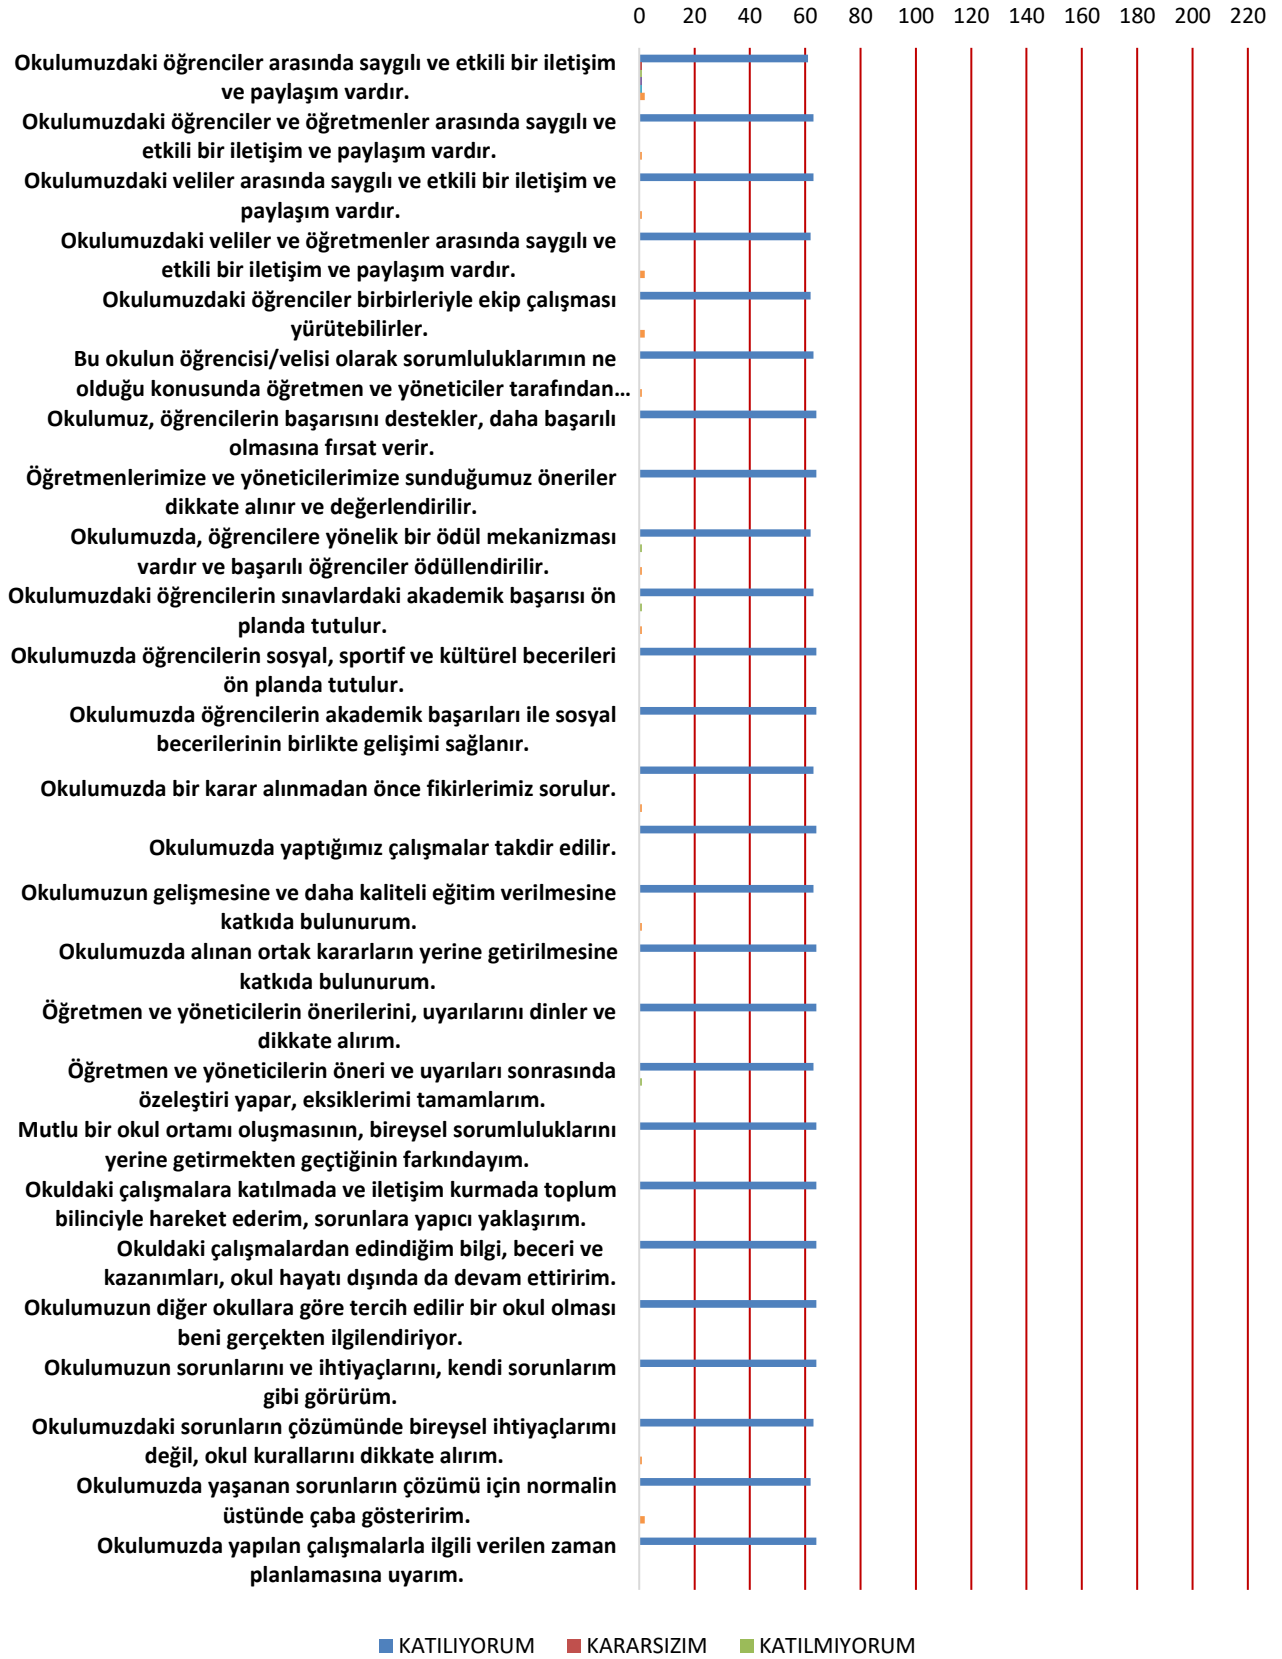 0 20 40 60 80 100 120 140 160 180 200 220
Okulumuzdaki öğrenciler arasında saygılı ve etkili bir iletişim
ve paylaşım vardır.
Okulumuzdaki öğrenciler ve öğretmenler arasında saygılı ve
etkili bir iletişim ve paylaşım vardır.
Okulumuzdaki veliler arasında saygılı ve etkili bir iletişim ve
paylaşım vardır.
Okulumuzdaki veliler ve öğretmenler arasında saygılı ve
etkili bir iletişim ve paylaşım vardır.
Okulumuzdaki öğrenciler birbirleriyle ekip çalışması
yürütebilirler.
Bu okulun öğrencisi/velisi olarak sorumluluklarımın ne
olduğu konusunda öğretmen ve yöneticiler tarafından...
Okulumuz, öğrencilerin başarısını destekler, daha başarılı
olmasına fırsat verir.
Öğretmenlerimize ve yöneticilerimize sunduğumuz öneriler
dikkate alınır ve değerlendirilir.
Okulumuzda, öğrencilere yönelik bir ödül mekanizması
vardır ve başarılı öğrenciler ödüllendirilir.
Okulumuzdaki öğrencilerin sınavlardaki akademik başarısı ön
planda tutulur.
Okulumuzda öğrencilerin sosyal, sportif ve kültürel becerileri
ön planda tutulur.
Okulumuzda öğrencilerin akademik başarıları ile sosyal
becerilerinin birlikte gelişimi sağlanır.
Okulumuzda bir karar alınmadan önce fikirlerimiz sorulur.
Okulumuzda yaptığımız çalışmalar takdir edilir.
Okulumuzun gelişmesine ve daha kaliteli eğitim verilmesine
katkıda bulunurum.
Okulumuzda alınan ortak kararların yerine getirilmesine
katkıda bulunurum.
Öğretmen ve yöneticilerin önerilerini, uyarılarını dinler ve
dikkate alırım.
Öğretmen ve yöneticilerin öneri ve uyarıları sonrasında
özeleştiri yapar, eksiklerimi tamamlarım.
Mutlu bir okul ortamı oluşmasının, bireysel sorumluluklarını
yerine getirmekten geçtiğinin farkındayım.
Okuldaki çalışmalara katılmada ve iletişim kurmada toplum
bilinciyle hareket ederim, sorunlara yapıcı yaklaşırım.
Okuldaki çalışmalardan edindiğim bilgi, beceri ve
kazanımları, okul hayatı dışında da devam ettiririm.
Okulumuzun diğer okullara göre tercih edilir bir okul olması
beni gerçekten ilgilendiriyor.
Okulumuzun sorunlarını ve ihtiyaçlarını, kendi sorunlarım
gibi görürüm.
Okulumuzdaki sorunların çözümünde bireysel ihtiyaçlarımı
değil, okul kurallarını dikkate alırım.
Okulumuzda yaşanan sorunların çözümü için normalin
üstünde çaba gösteririm.
Okulumuzda yapılan çalışmalarla ilgili verilen zaman
planlamasına uyarım.
KATILIYORUM KARARSIZIM KATILMIYORUM